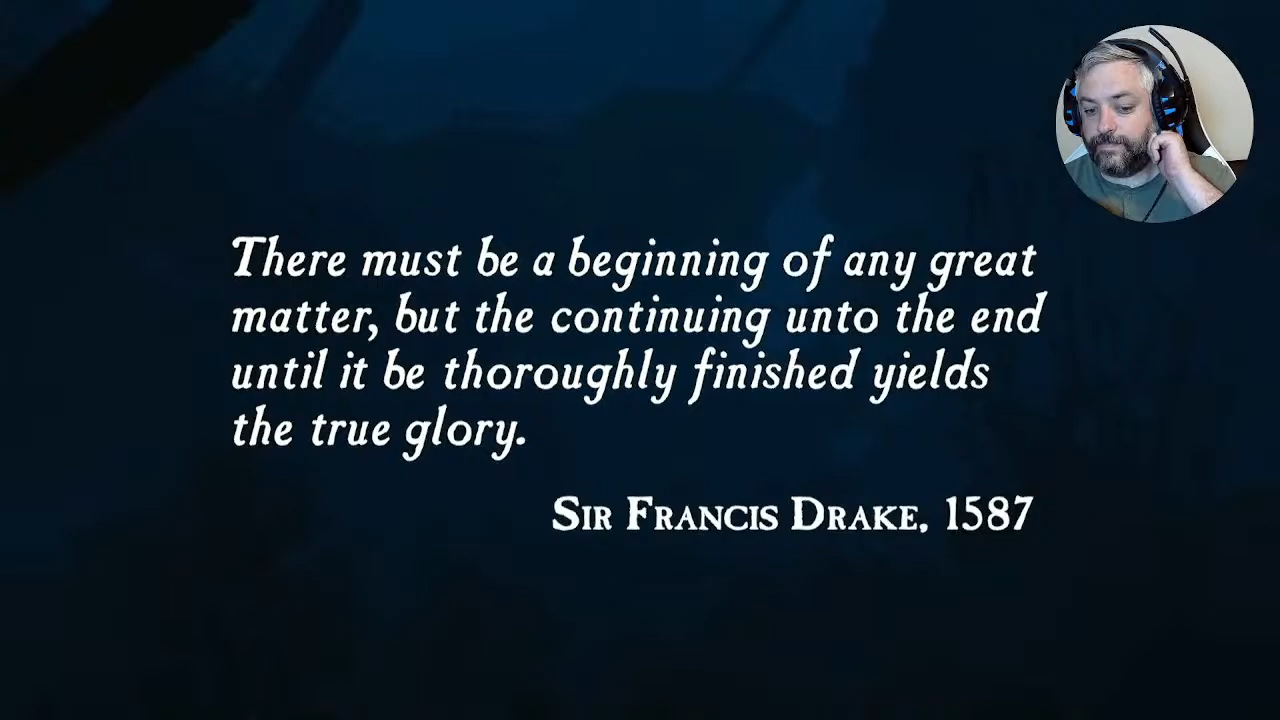 There must be a beginning of any great
matter, but the continuing unto the end
until it be thoroughly finished yields
the true glory.
Sir Francis Drake, 1587